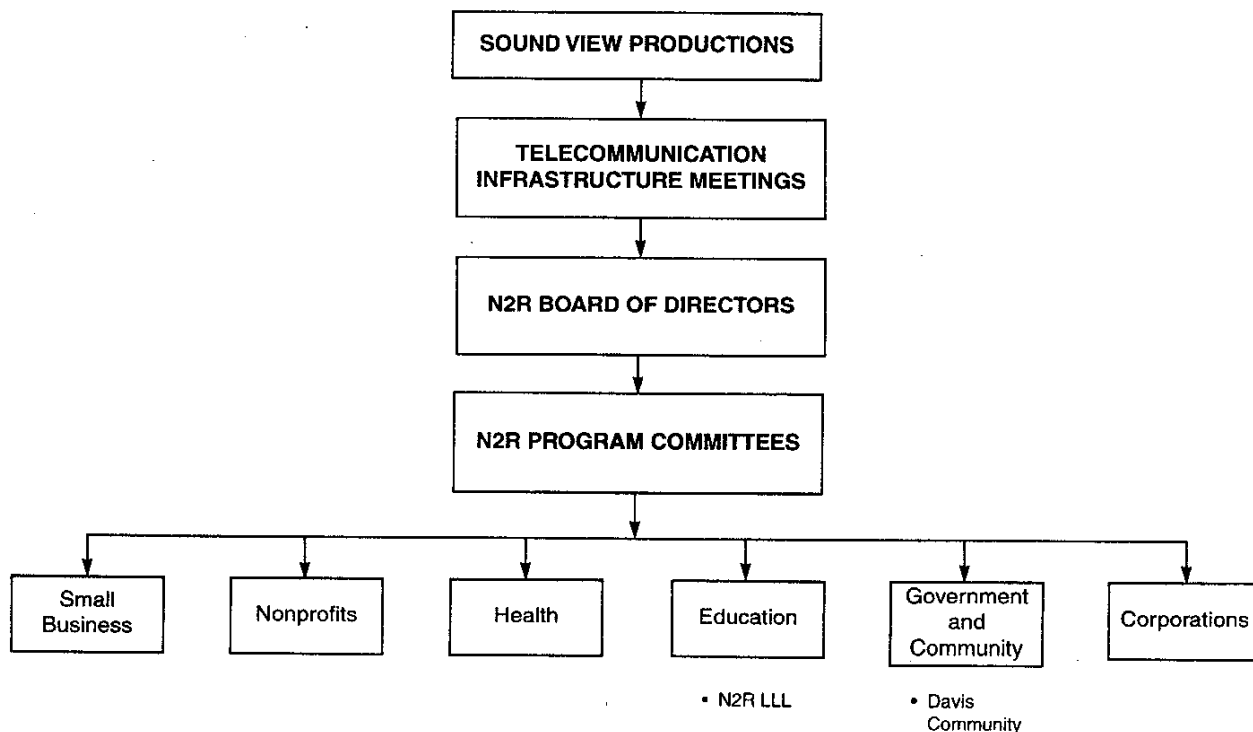 SOUND VIEW PRODUCTIONS
TELECOMMUNICATION
INFRASTRUCTURE MEETINGS
N2R BOARD OF DIRECTORS
N2R PROGRAM COMMITTEES
Small
Business
Nonprofits
Health
Education
Government
and
Community
Corporations
• N2R LLL
• Davis
Community